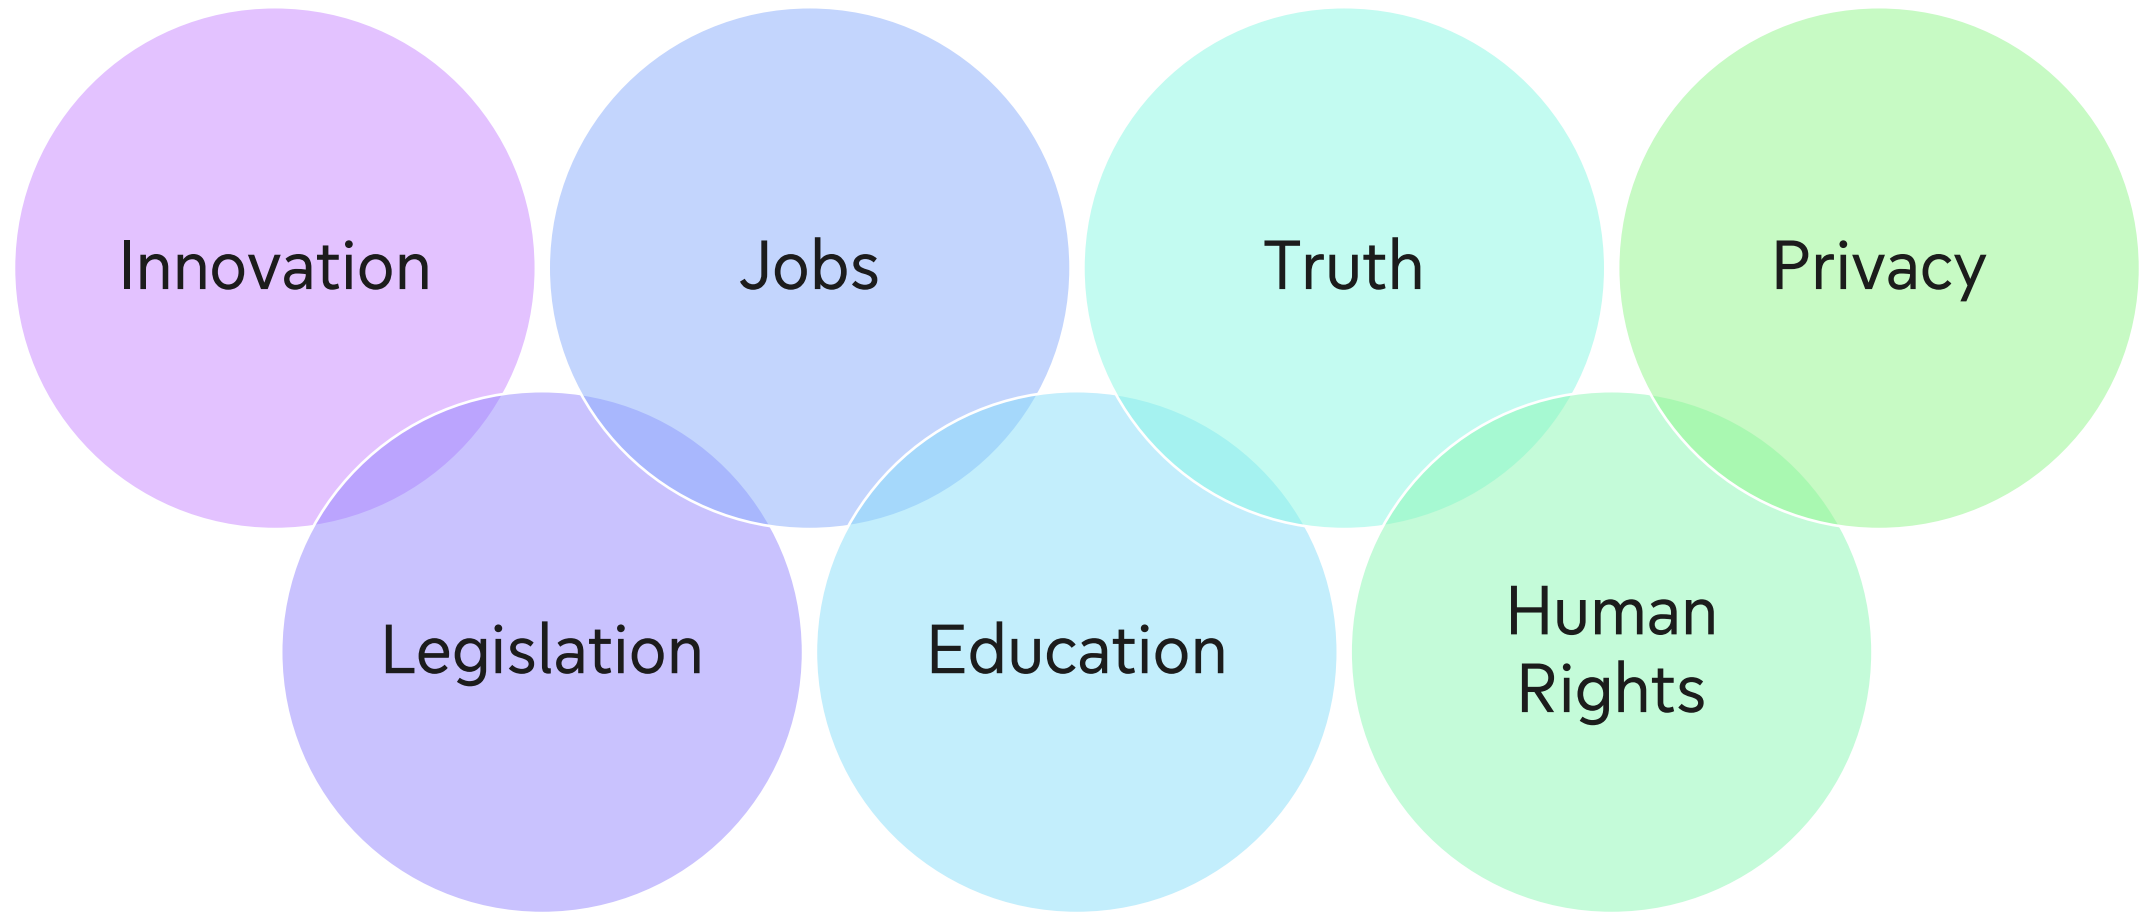 Innovation
Jobs
Truth
Privacy
Legislation
Education
Human
Rights